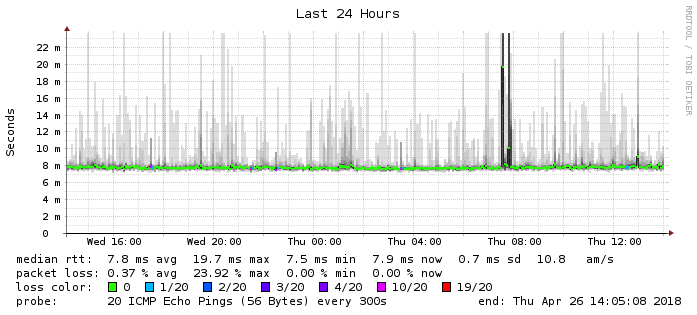 Last 24 Hours
RRDTOOL / TOBI OETIKER
Seconds
22 m
20 m
18 m
16 m
14 m
12 m
10 m
8 m
6 m
4 m
2 m
0
Wed 16:00 Wed 20:00 Thu 00:00 Thu 04:00 Thu 08:00 Thu 12:00
median rtt: 7.8 ms avg 19.7 ms max 7.5 ms min 7.9 ms now 0.7 ms sd 10.8 am/s
packet loss: 0.37 % avg 23.92 % max 0.00 % min 0.00 % now
loss color: 0 1/20 2/20 3/20 4/20 10/20 19/20
probe: 20 ICMP Echo Pings (56 Bytes) every 300s end: Thu Apr 26 14:05:08 2018